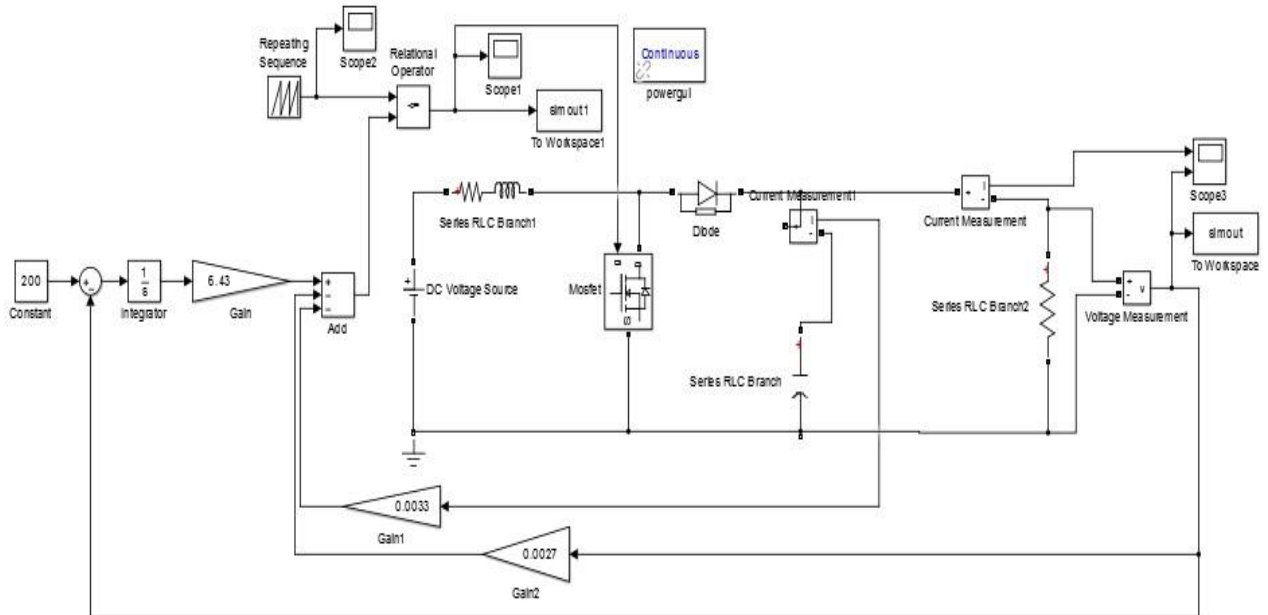 Repeating
Sequence
Scope2
Relational
Operator
Scope1
simout1
To Workspace1
Continuous
powergui
Series RLC Branch1
Diode
Current Measurement1
Current Measurement
Scope3
simout
To Workspace
200
Constant
1
s
Integrator
6.43
Gain
Add
DC Voltage Source
Mosfet
g
D
S
Series RLC Branch
Series RLC Branch2
v
Voltage Measurement
0.0033
Gain1
0.0027
Gain2